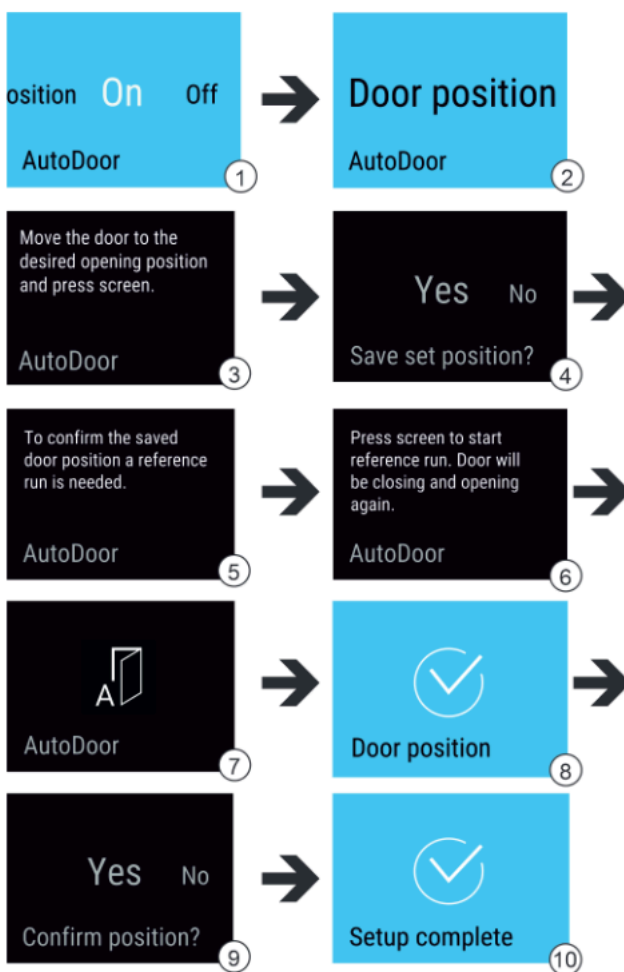 osition On Off
AutoDoor
1
Door position
AutoDoor
2
Move the door to the
desired opening position
and press screen.
AutoDoor
3
Yes No
Save set position?
4
To confirm the saved
door position a reference
run is needed.
AutoDoor
5
Press screen to start
reference run. Door will
be closing and opening
again.
AutoDoor
6
A
AutoDoor
7
Door position
8
Yes No
Confirm position?
9
Setup complete
10